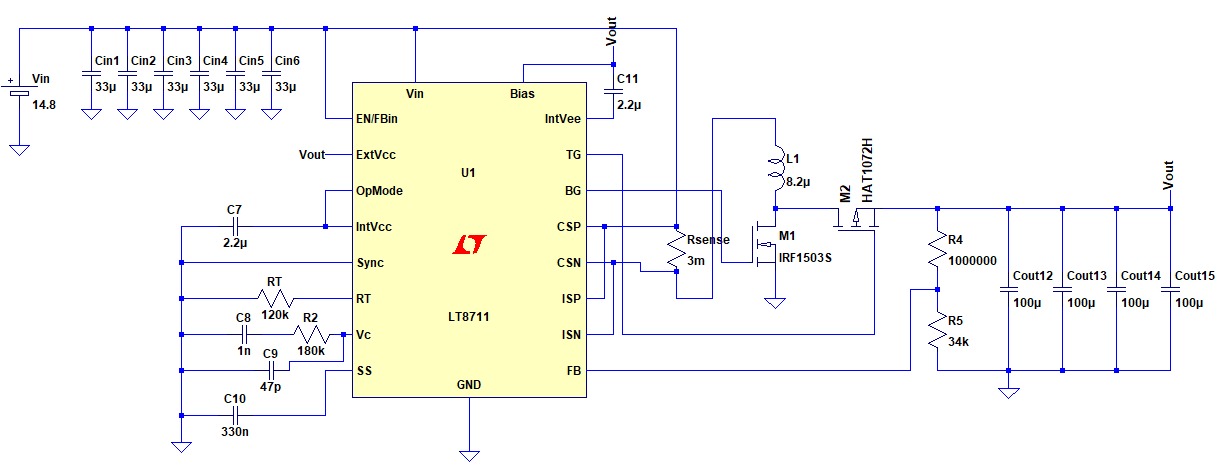 Vin
14.8
Cin1
33µ
Cin2
33µ
Cin3
33µ
Cin4
33µ
Cin5
33µ
Cin6
33µ
Vout
C11
2.2µ
Vin
Bias
EN/FBin
IntVee
Vout
ExtVcc
TG
U1
OpMode
BG
C7
2.2µ
IntVcc
CSP
Sync
CSN
RT
120k
RT
ISP
LT8711
C8
1n
R2
180k
Vc
ISN
C9
47p
SS
FB
GND
C10
330n
Rsense
3m
L1
8.2µ
M1
IRF1503S
M2
HAT1072H
Vout
R4
1000000
R5
34k
Cout12
100µ
Cout13
100µ
Cout14
100µ
Cout15
100µ